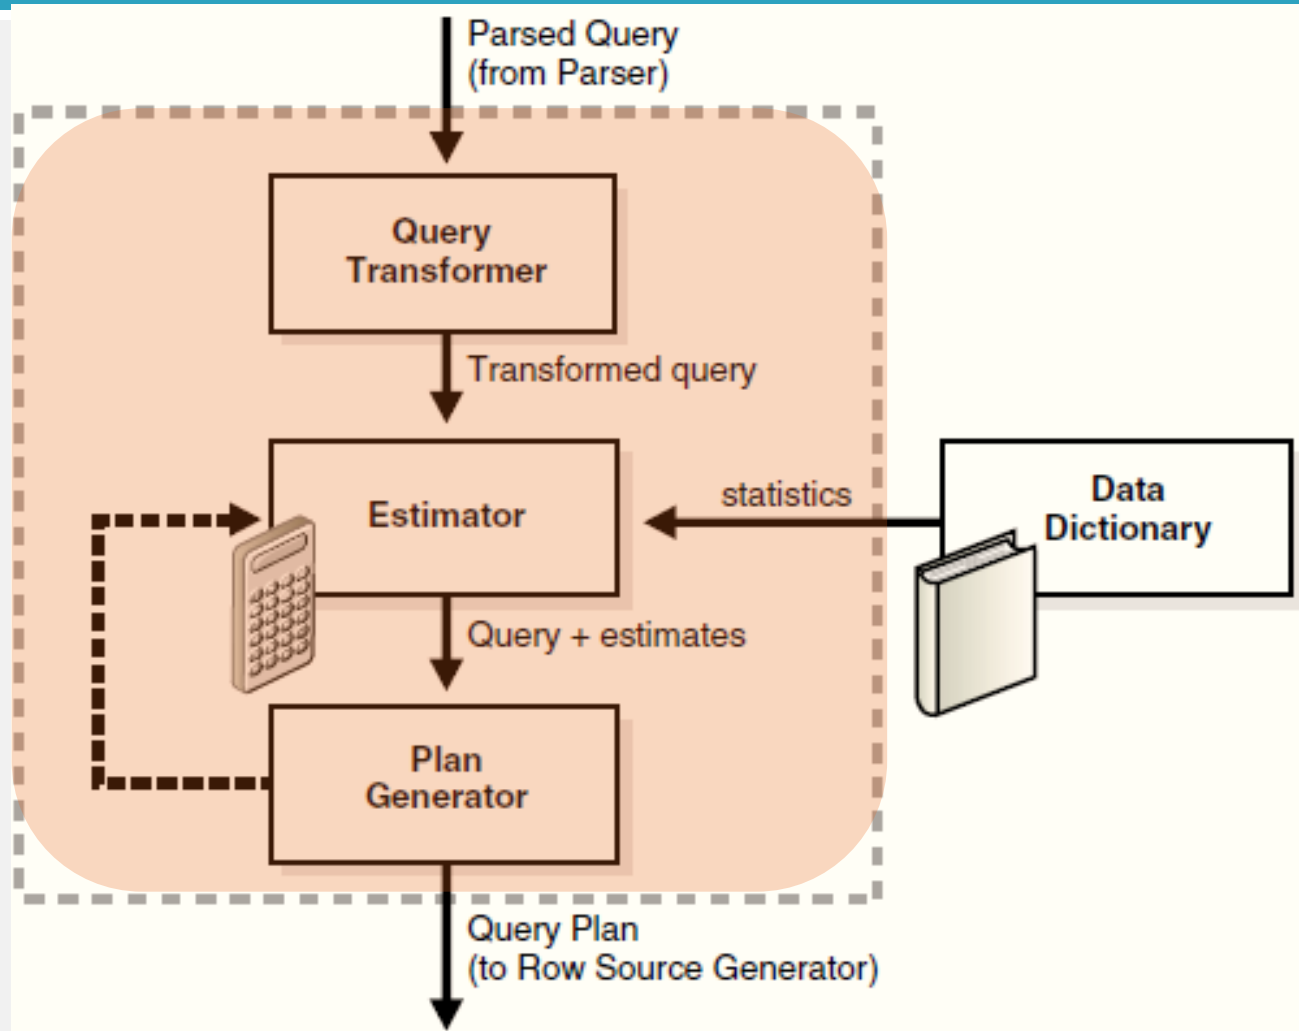 Parsed Query
(from Parser)
Query
Transformer
Transformed query
Estimator
statistics
Data
Dictionary
Query + estimates
Plan
Generator
Query Plan
(to Row Source Generator)